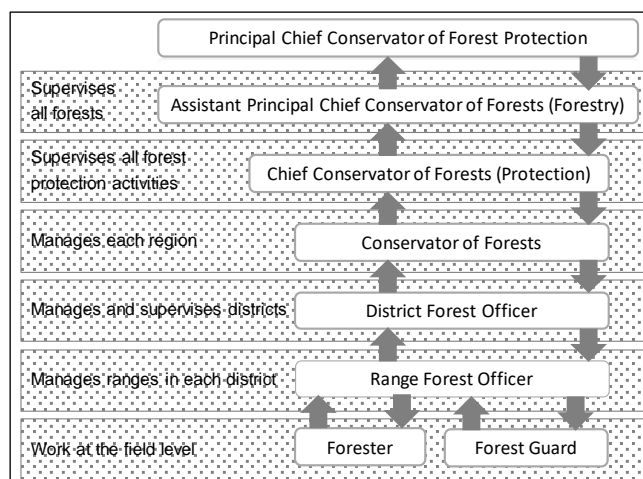 Principal Chief Conservator of Forest Protection
Supervises
all forests
Assistant Principal Chief Conservator of Forests (Forestry)
Supervises all forest
protection activities
Chief Conservator of Forests (Protection)
Manages each region
Conservator of Forests
Manages and supervises districts
District Forest Officer
Manages ranges in each district
Range Forest Officer
Work at the field level
Forester
Forest Guard